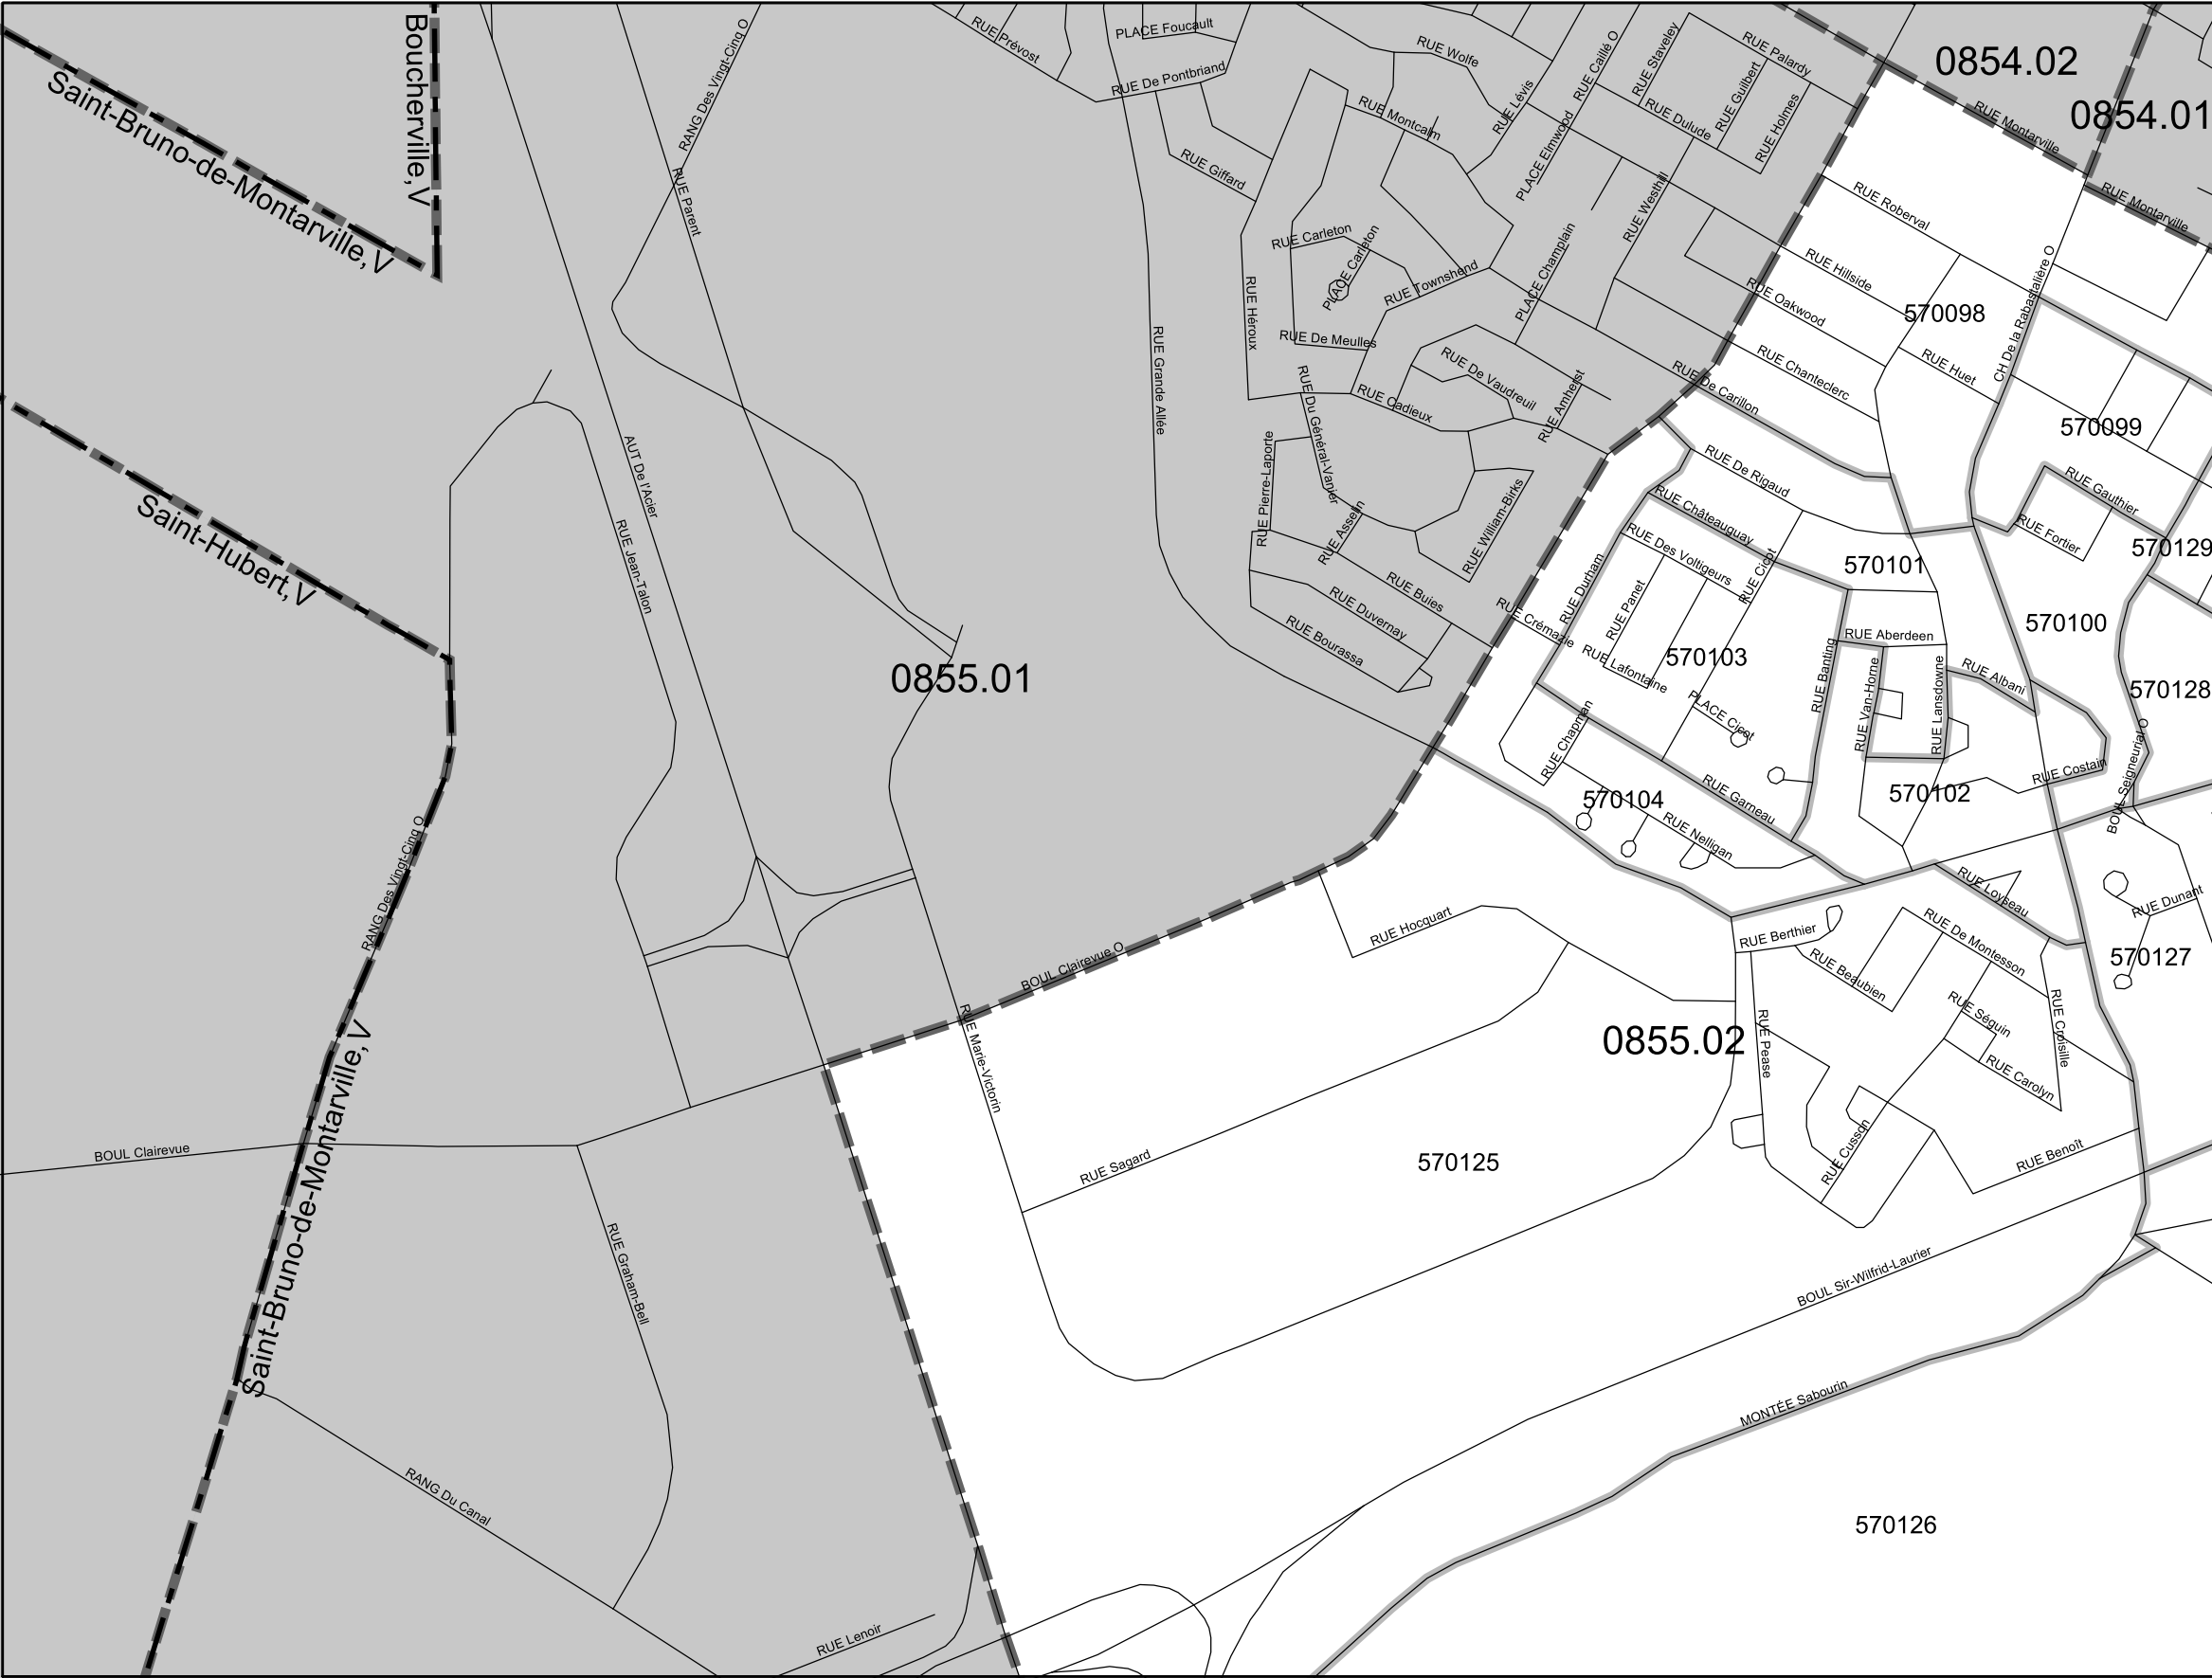 Boucherville,V
Saint-Bruno-de-Montarville,V
RANG Des Vingt-Cinq O
RUE Parent
RUE Prévost
PLACE Foucault
RUE De Pontbriand
RUE Giffard
RUE Wolfe
RUE Montcalm
RUE Lévis
RUE Caillé O
PLACE Elmwood
RUE Staveley
RUE Palardy
RUE Guilbert
RUE Dulude
RUE Holmes
0854.02
0854.01
RUE Montarville
RUE Montarville
RUE Roberval
RUE Westhill
RUE Carleton
PLACE Carleton
RUE Townshend
PLACE Champlain
RUE Hillside
RUE Oakwood
CH De la Rabastalière O
570098
RUE Héroux
RUE De Meulles
RUE Grande Allée
RUE De Vaudreuil
RUE Chanteclerc
RUE Huet
RUE De Carillon
RUE Cadieux
RUE Amherst
RUE Du Général-Vanier
570099
RUE Pierre-Laporte
RUE De Rigaud
RUE Gauthier
AUT De l'Acier
Saint-Hubert,V
RUE Jean-Talon
RUE Asselin
RUE William-Birks
RUE Châteauguay
RUE Fortier
570129
RUE Des Voltigeurs
RUE Cicot
570101
RUE Durham
RUE Panet
RUE Buies
RUE Duvernay
RUE Bourassa
RUE Crémazie
570100
RUE Aberdeen
RUE Lafontaine
570103
RUE Banting
RUE Van-Horne
RUE Lansdowne
RUE Albani
570128
0855.01
PLACE Cicot
RUE Chapman
BOUL Seigneurial O
RUE Costain
570104
RUE Garneau
570102
RUE Nelligan
RANG Des Vingt-Cinq O
RUE Loyseau
RUE Dunant
RUE Hocquart
RUE Berthier
RUE De Montesson
570127
BOUL Clairevue O
RUE Beaubien
RUE Séguin
RUE Croisille
RUE Marie-Victorin
0855.02
RUE Pease
RUE Carolyn
Saint-Bruno-de-Montarville,V
BOUL Clairevue
RUE Sagard
570125
RUE Cusson
RUE Benoît
RUE Graham-Bell
BOUL Sir-Wilfrid-Laurier
MONTÉE Sabourin
RANG Du Canal
570126
RUE Lenoir